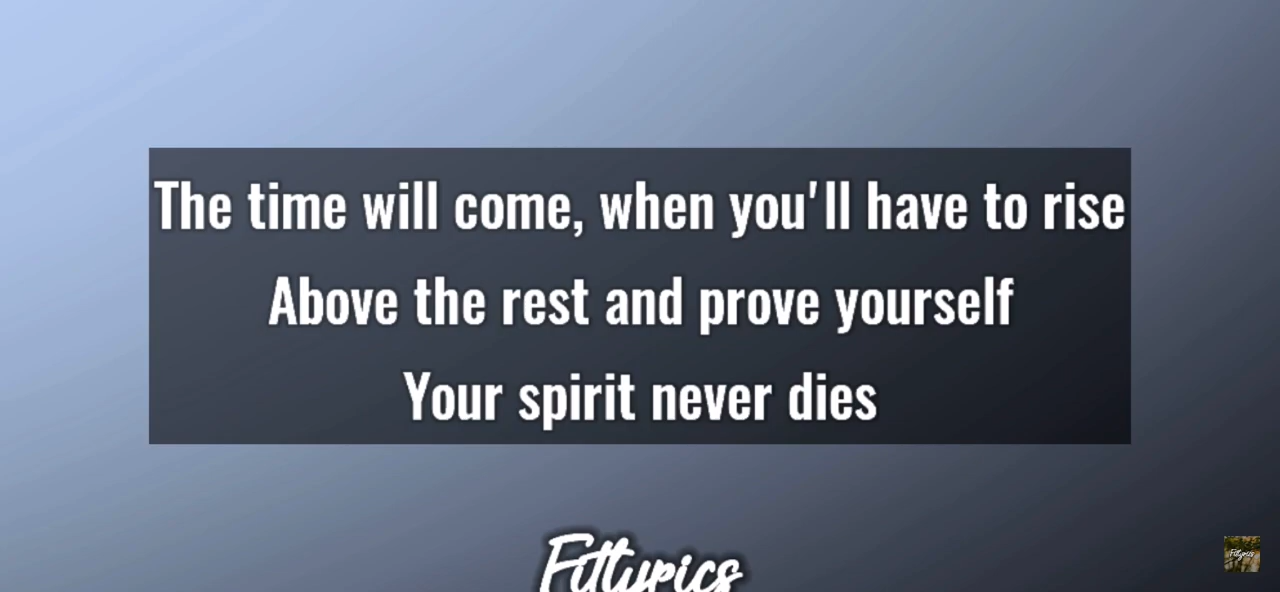 The time will come, when you'll have to rise
Above the rest and prove yourself
Your spirit never dies
Fitlyrics
Fitlyrics